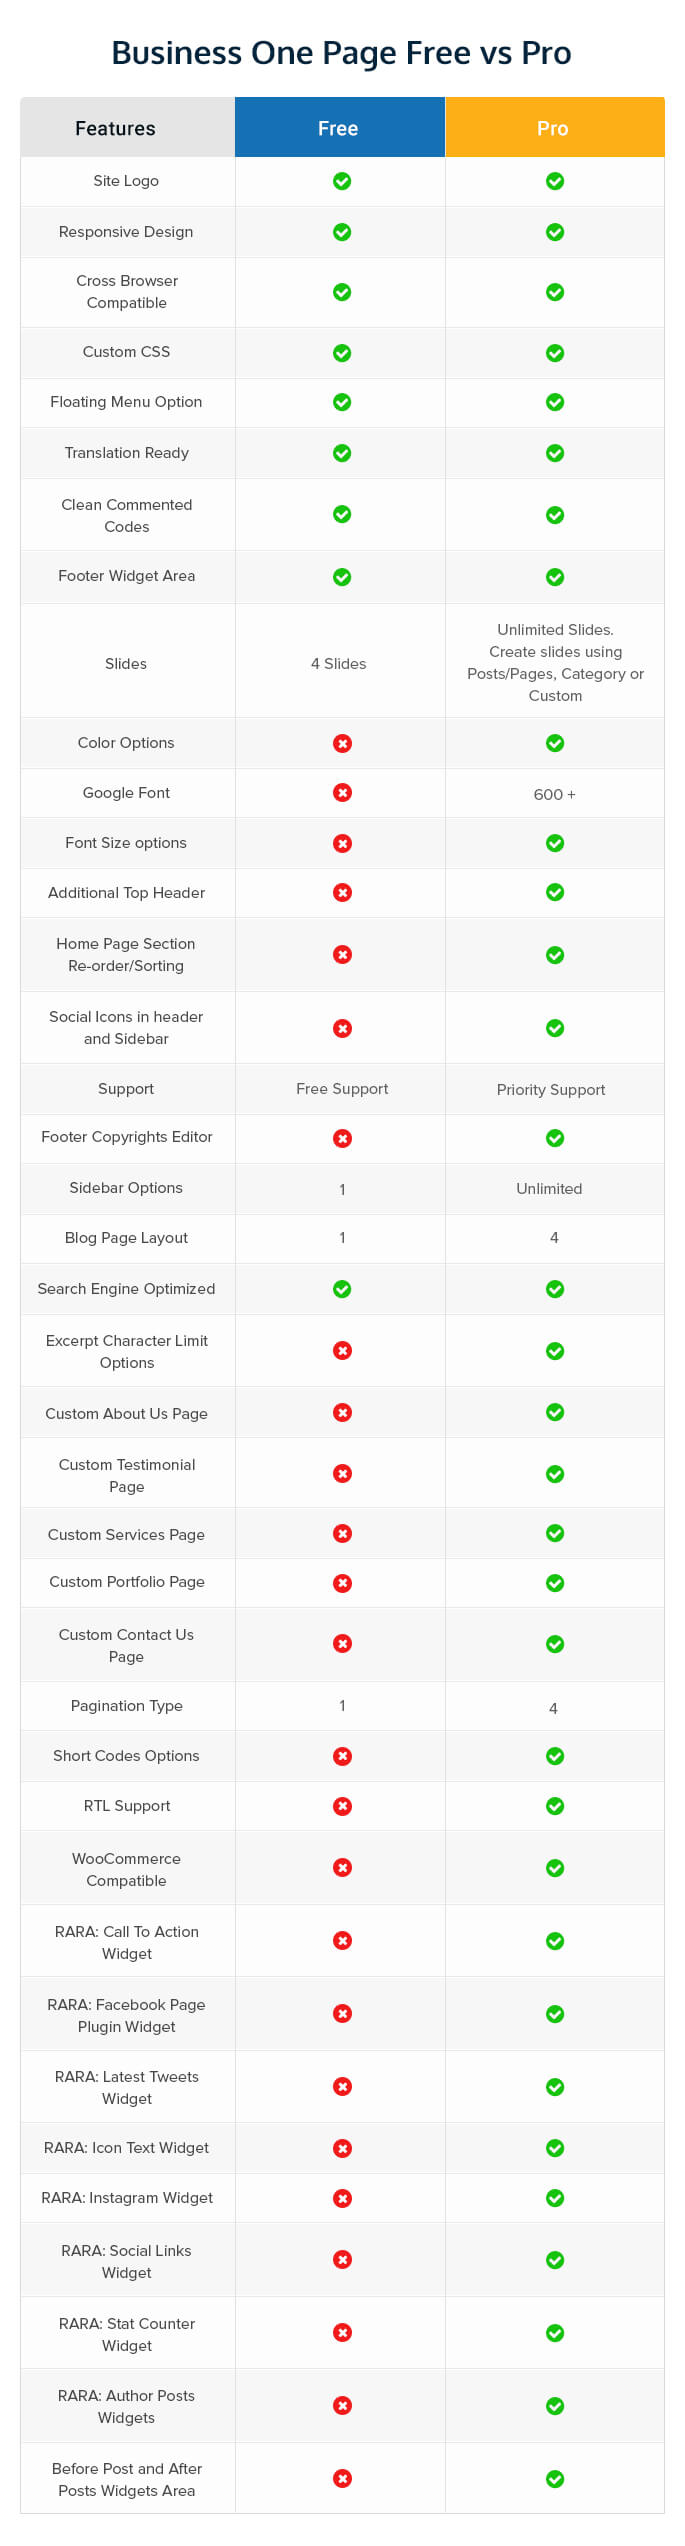 Business One Page Free vs Pro
Features Free Pro
Site Logo
Responsive Design
Cross Browser
Compatible
Custom CSS
Floating Menu Option
Translation Ready
Clean Commented
Codes
Footer Widget Area
Slides
4 Slides
Unlimited Slides.
Create slides using
Posts/Pages, Category or
Custom
Color Options
Google Font 600 +
Font Size options
Additional Top Header
Home Page Section
Re-order/Sorting
Social Icons in header
and Sidebar
Support Free Support Priority Support
Footer Copyrights Editor
Sidebar Options 1 Unlimited
Blog Page Layout 1 4
Search Engine Optimized
Excerpt Character Limit
Options
Custom About Us Page
Custom Testimonial
Page
Custom Services Page
Custom Portfolio Page
Custom Contact Us
Page
Pagination Type 1 4
Short Codes Options
RTL Support
WooCommerce
Compatible
RARA: Call To Action
Widget
RARA: Facebook Page
Plugin Widget
RARA: Latest Tweets
Widget
RARA: Icon Text Widget
RARA: Instagram Widget
RARA: Social Links
Widget
RARA: Stat Counter
Widget
RARA: Author Posts
Widgets
Before Post and After
Posts Widgets Area